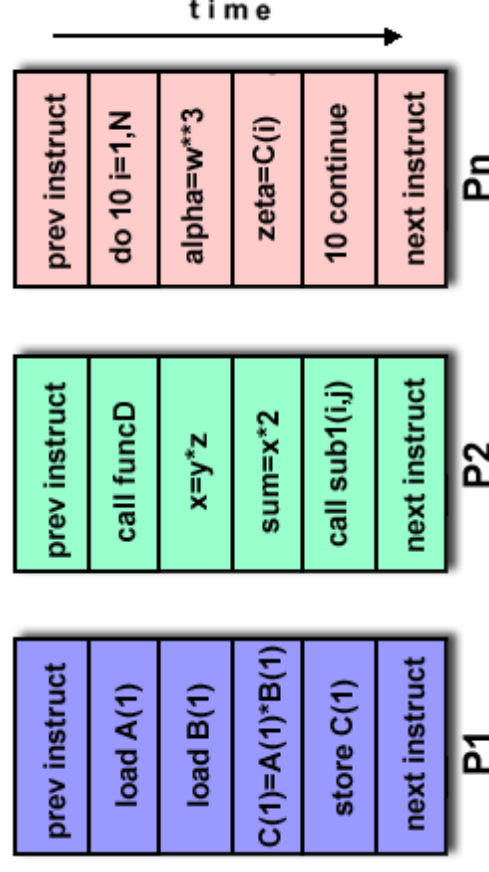 prev instruct
load A(1)
load B(1)
C(1)=A(1)*B(1)
store C(1)
next instruct
P1
prev instruct
call funcD
x=y*z
sum=x*2
call sub1(i,j)
next instruct
P2
prev instruct
do 10 i=1,N
alpha=w**3
zeta=C(i)
10 continue
next instruct
Pn
time